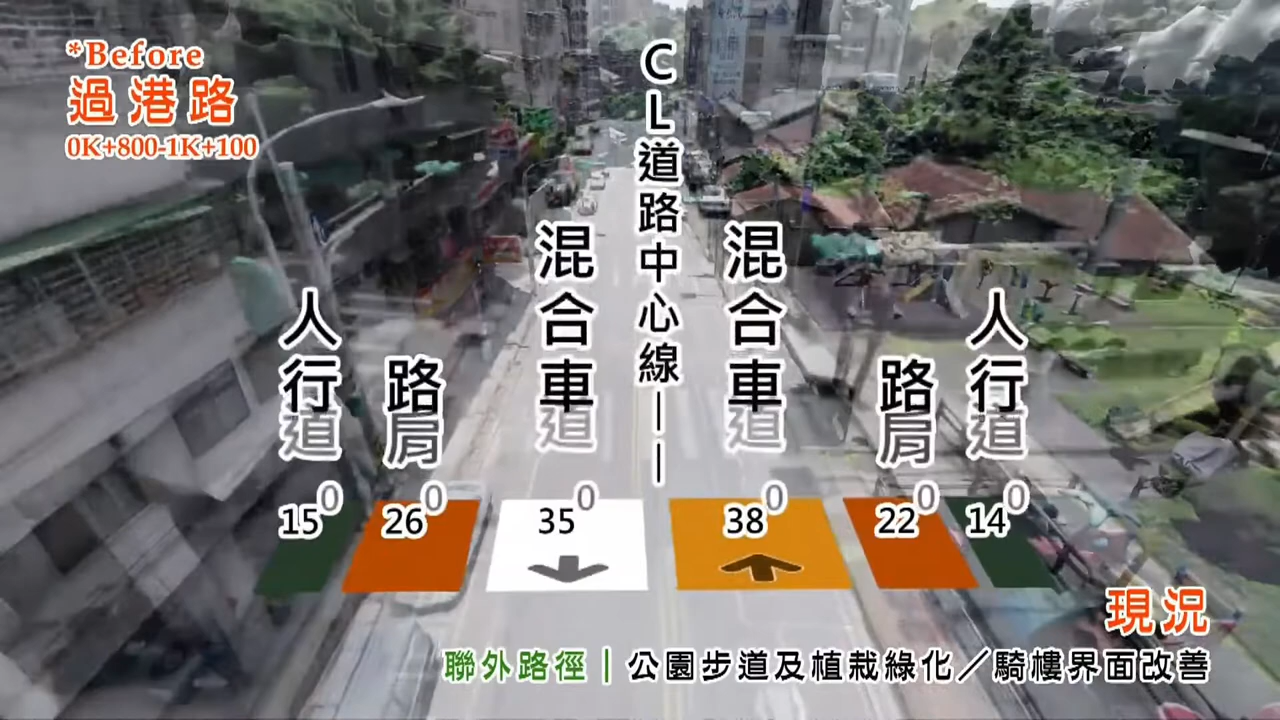 *Before
過港路
0K+800-1K+100
CL道路中心線——
人行道
路肩
混合車道
混合車道
路肩
人行道
150
260
350
380
220
140
現況
聯外路徑｜公園步道及植栽綠化／騎樓界面改善